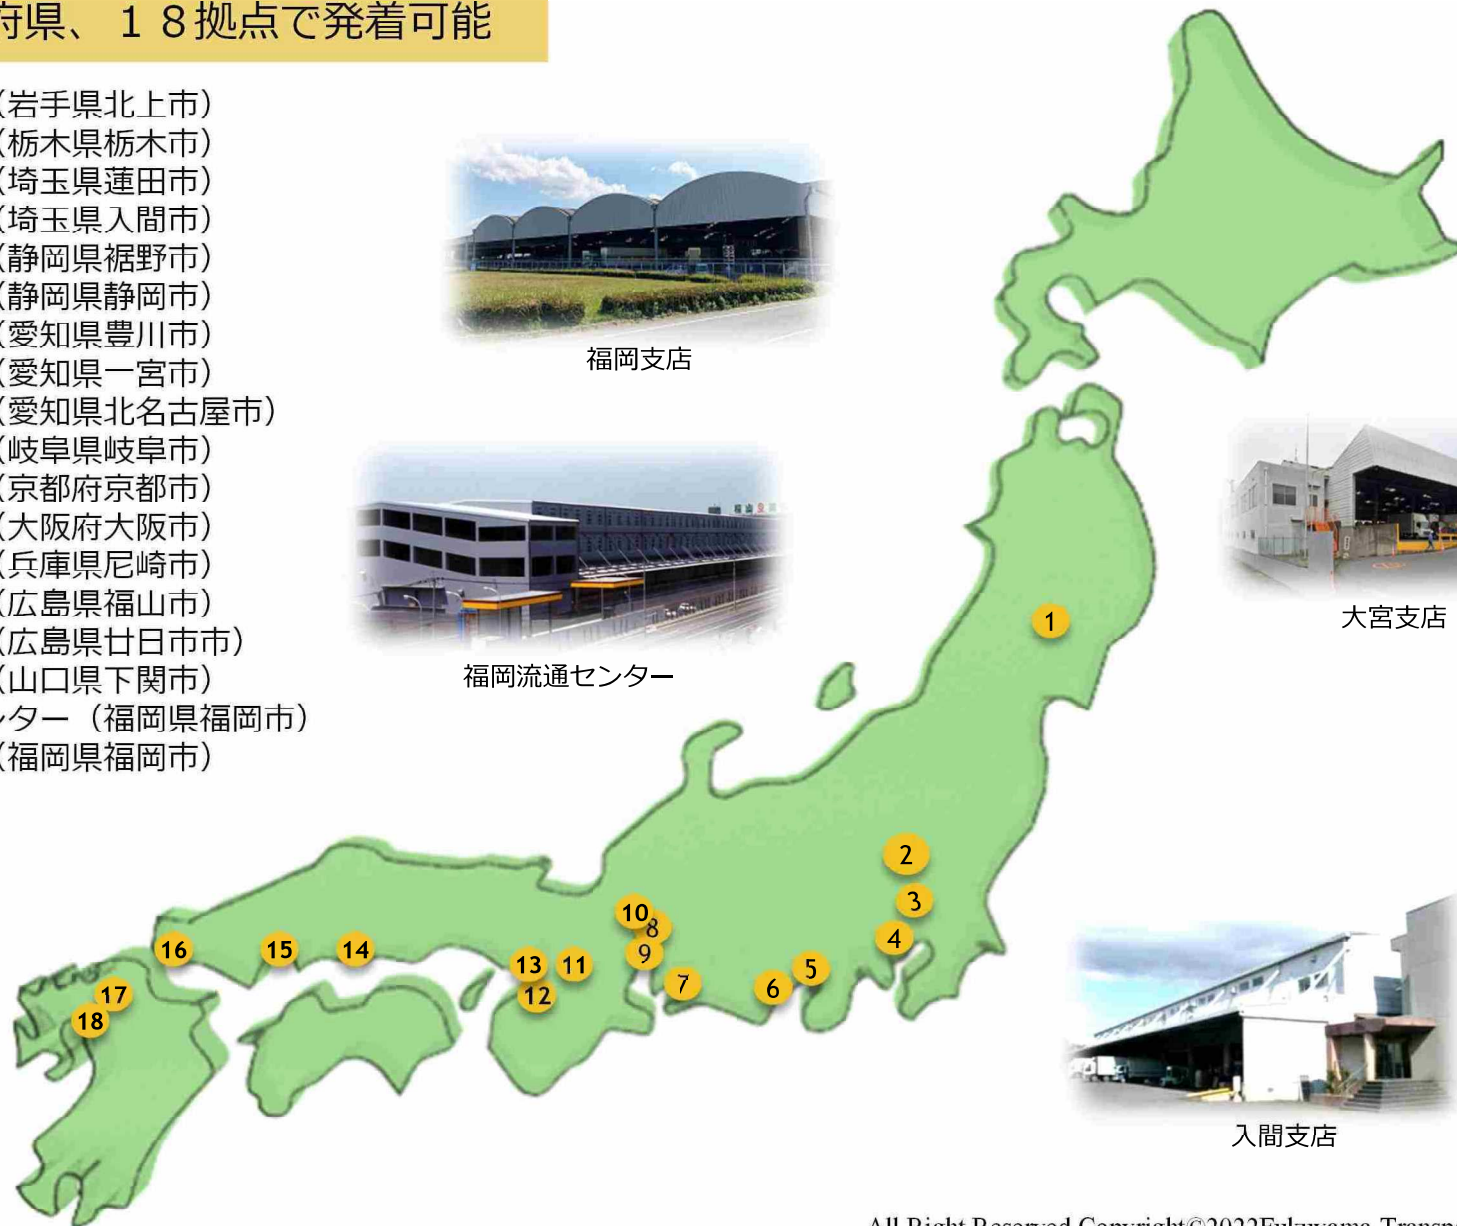 府県、１８拠点で発着可能
（岩手県北上市）
（栃木県栃木市）
（埼玉県蓮田市）
（埼玉県入間市）
（静岡県裾野市）
（静岡県静岡市）
（愛知県豊川市）
（愛知県一宮市）
（愛知県北名古屋市）
（岐阜県岐阜市）
（京都府京都市）
（大阪府大阪市）
（兵庫県尼崎市）
（広島県福山市）
（広島県廿日市市）
（山口県下関市）
ンター（福岡県福岡市）
（福岡県福岡市）
福岡支店
福岡流通センター
大宮支店
入間支店
1
2
3
4
5
6
7
8
9
10
11
12
13
14
15
16
17
18
All Right Reserved Copyright©2022Fukuyama Transpo